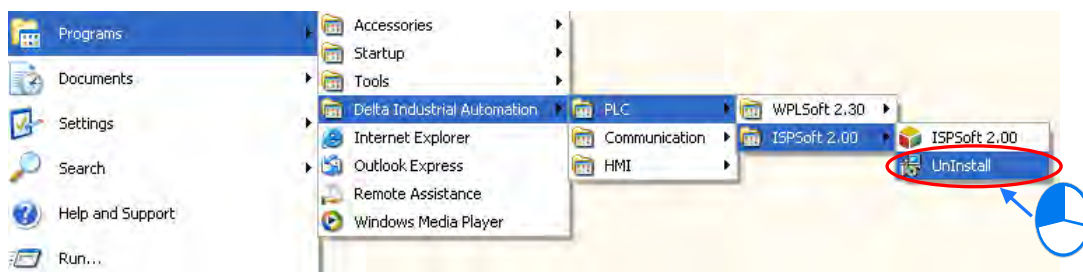 Programs
Documents
Settings
Search
Help and Support
Run...
Accessories
Startup
Tools
Delta Industrial Automation
Internet Explorer
Outlook Express
Remote Assistance
Windows Media Player
PLC
Communication
HMI
WPLSoft 2.30
ISPSoft 2.00
ISPSoft 2.00
UnInstall